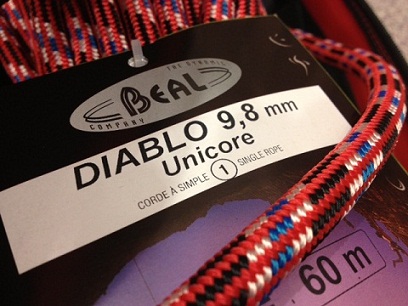 THE DYNAMIC
BEAL
COMPANY
DIABLO 9,8 mm
Unicore
CORDE À SIMPLE 1 SINGLE ROPE
60 m